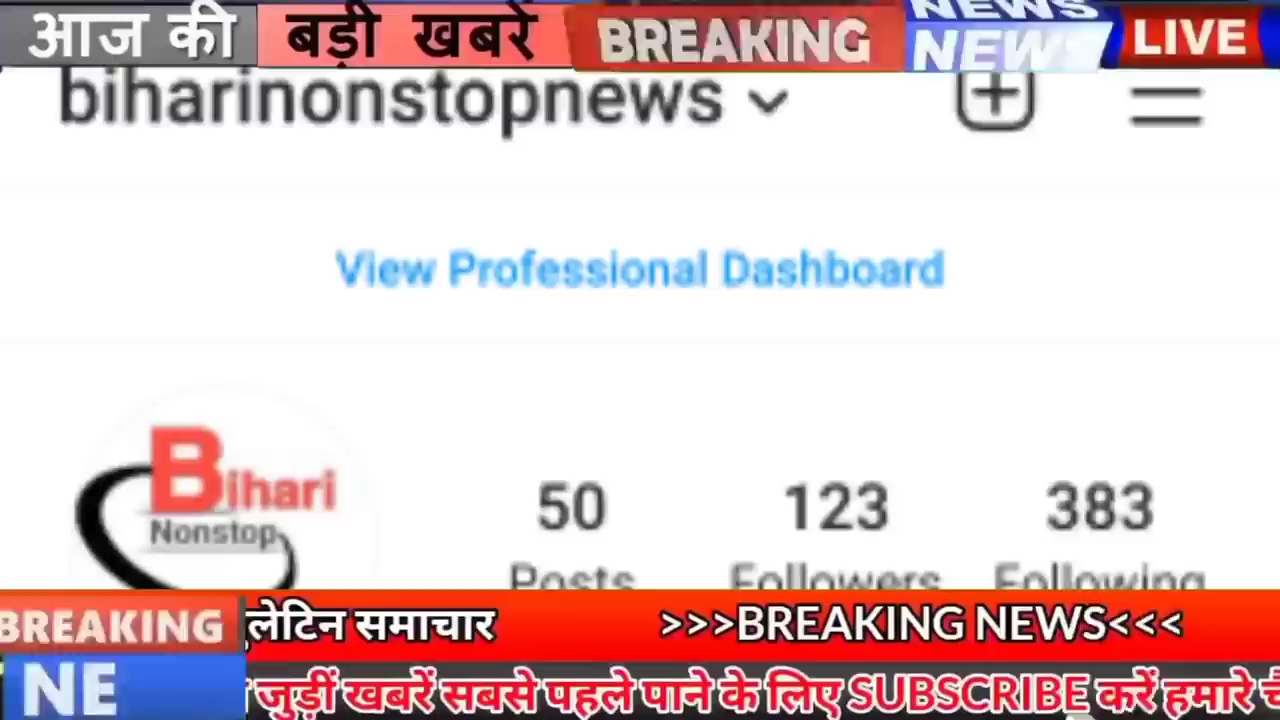 आज की बड़ी खबरें BREAKING NEWS LIVE
NEWS
biharinonstopnews
View Professional Dashboard
Bihari
Nonstop
50 123 383
Posts Followers Following
BREAKING समाचार >>>BREAKING NEWS<<<
NE जुड़ीं खबरें सबसे पहले पाने के लिए SUBSCRIBE करें हमारे